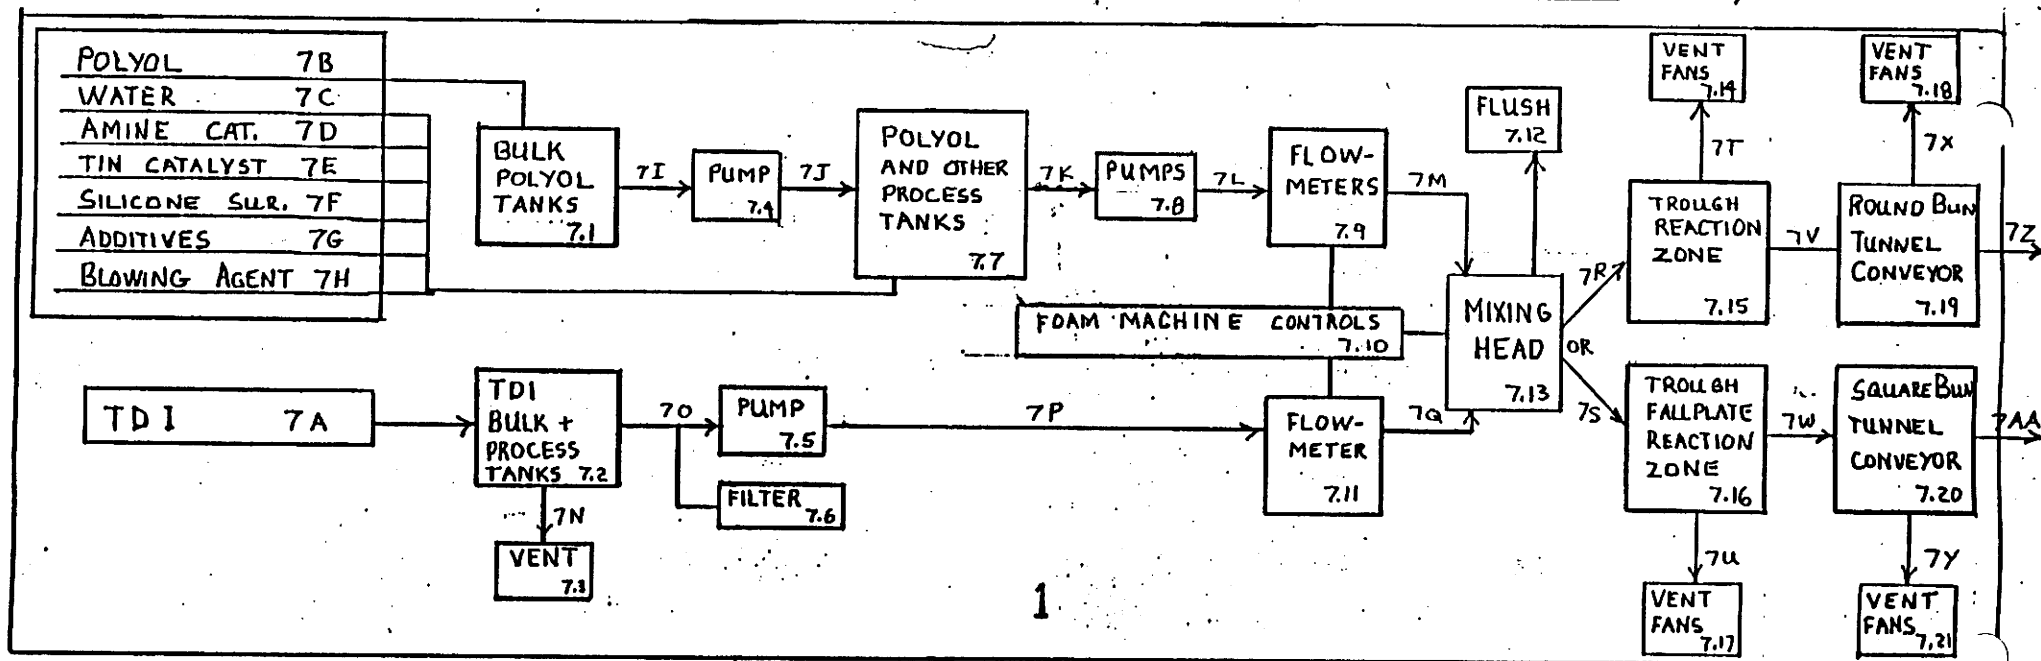 POLYOL 7B
WATER 7C
AMINE CAT. 7D
TIN CATALYST 7E
SILICONE SUR. 7F
ADDITIVES 7G
BLOWING AGENT 7H
BULK
POLYOL
TANKS
7.1
7I
PUMP
7.4
7J
POLYOL
AND OTHER
PROCESS
TANKS
7.7
7K
PUMPS
7.8
7L
FLOW-
METERS
7.9
7M
FLUSH
7.12
FOAM MACHINE CONTROLS
7.10
MIXING
HEAD
7.13
7R
OR
7S
VENT
FANS
7.14
7T
TROUGH
REACTION
ZONE
7.15
7V
VENT
FANS
7.18
7X
ROUND BUN
TUNNEL
CONVEYOR
7.19
7Z
TDI 7A
TDI
BULK +
PROCESS
TANKS 7.2
7N
VENT
7.3
7O
PUMP
7.5
FILTER
7.6
7P
FLOW-
METER
7.11
7Q
TROUGH
FALLPLATE
REACTION
ZONE
7.16
7W
SQUARE BUN
TUNNEL
CONVEYOR
7.20
7AA
7U
VENT
FANS
7.17
7Y
VENT
FANS
7.21
1